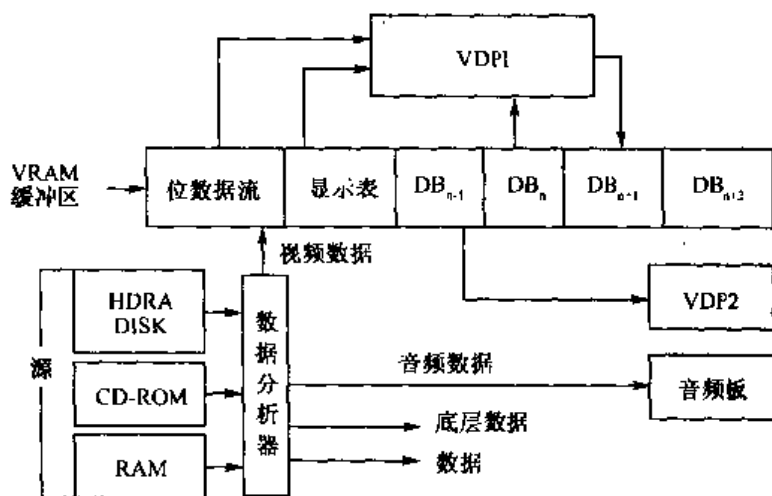 VDP1
VRAM
缓冲区
位数据流
显示表
DBn-1
DBn
DBn+1
DBn+2
视频数据
HDRA
DISK
CD-ROM
RAM
源
数据分析器
VDP2
音频数据
音频板
底层数据
数据